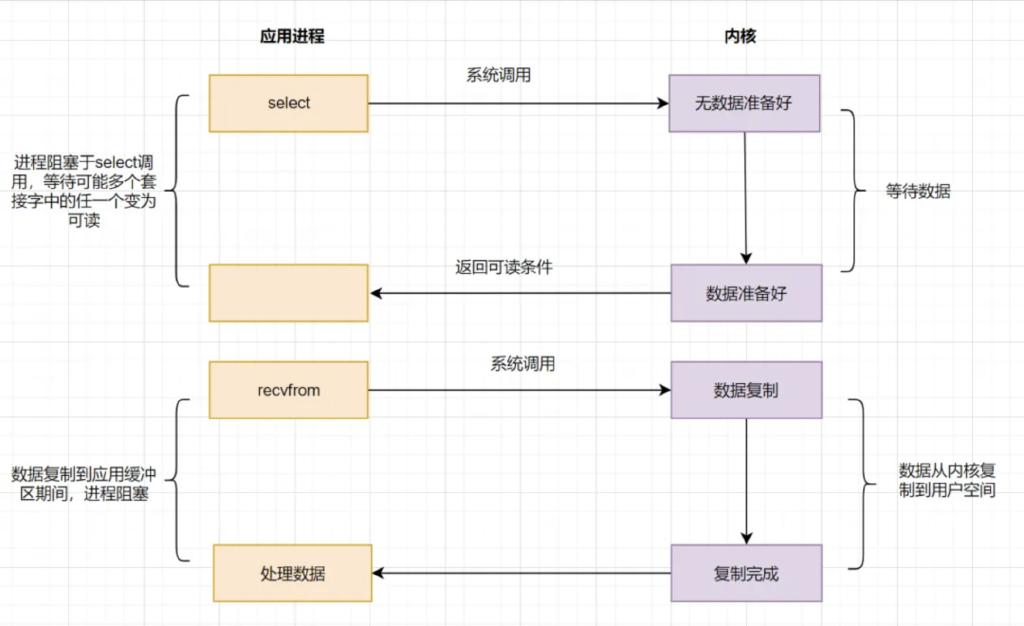 应用进程
内核
系统调用
select
无数据准备好
进程阻塞于select调
用，等待可能多个套
接字中的任一个变为
可读
等待数据
返回可读条件
数据准备好
系统调用
recvfrom
数据复制
数据复制到应用缓冲
区期间，进程阻塞
数据从内核复
制到用户空间
处理数据
复制完成